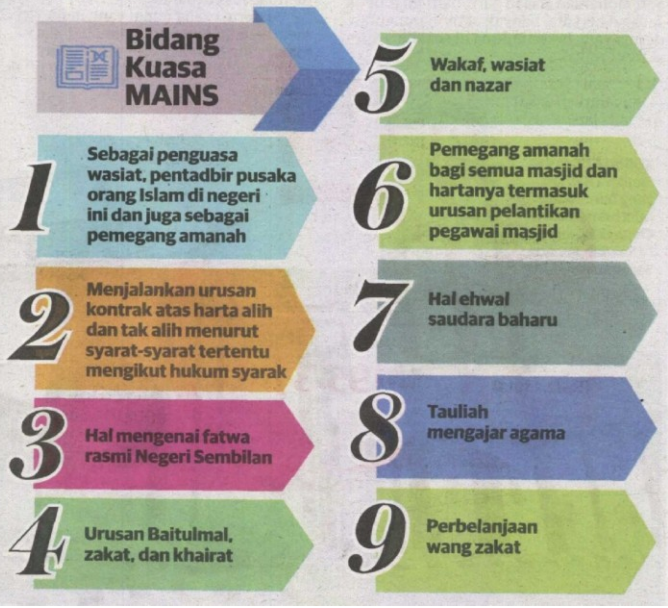 Bidang
Kuasa
MAINS
1
Sebagai penguasa
wasiat, pentadbir pusaka
orang Islam di negeri
ini dan juga sebagai
pemegang amanah
2
Menjalankan urusan
kontrak atas harta alih
dan tak alih menurut
syarat-syarat tertentu
mengikut hukum syarak
3
Hal mengenai fatwa
rasmi Negeri Sembilan
4
Urusan Baitulmal,
zakat, dan khairat
5
Wakaf, wasiat
dan nazar
6
Pemegang amanah
bagi semua masjid dan
hartanya termasuk
urusan pelantikan
pegawai masjid
7
Hal ehwal
saudara baharu
8
Tauliah
mengajar agama
9
Perbelanjaan
wang zakat